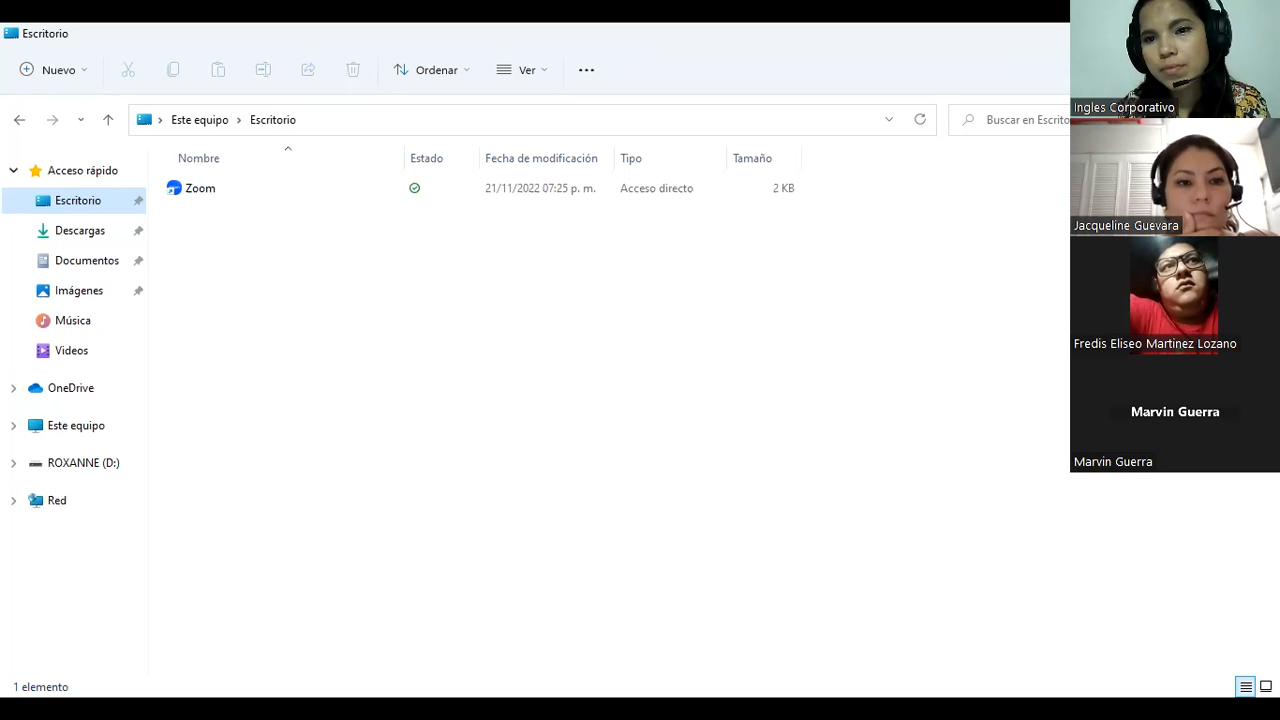 Escritorio
Nuevo
Ordenar
Ver
Este equipo
Escritorio
Buscar en Escrito
Nombre
Estado
Fecha de modificación
Tipo
Tamaño
Zoom
21/11/2022 07:25 p. m.
Acceso directo
2 KB
Acceso rápido
Escritorio
Descargas
Documentos
Imágenes
Música
Videos
OneDrive
Este equipo
ROXANNE (D:)
Red
1 elemento
Ingles Corporativo
Jacqueline Guevara
Fredis Eliseo Martinez Lozano
Marvin Guerra
Marvin Guerra